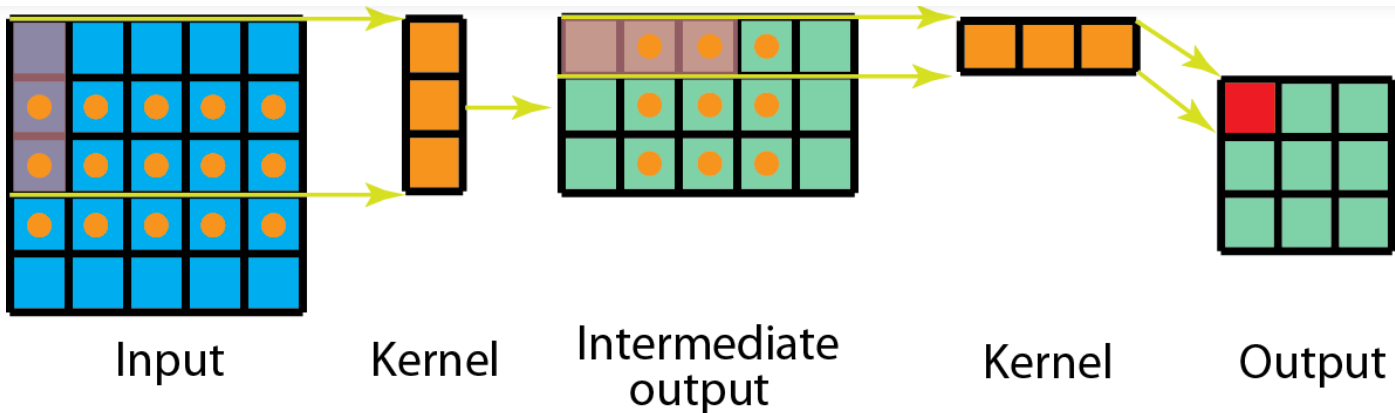 Input
Kernel
Intermediate
output
Kernel
Output